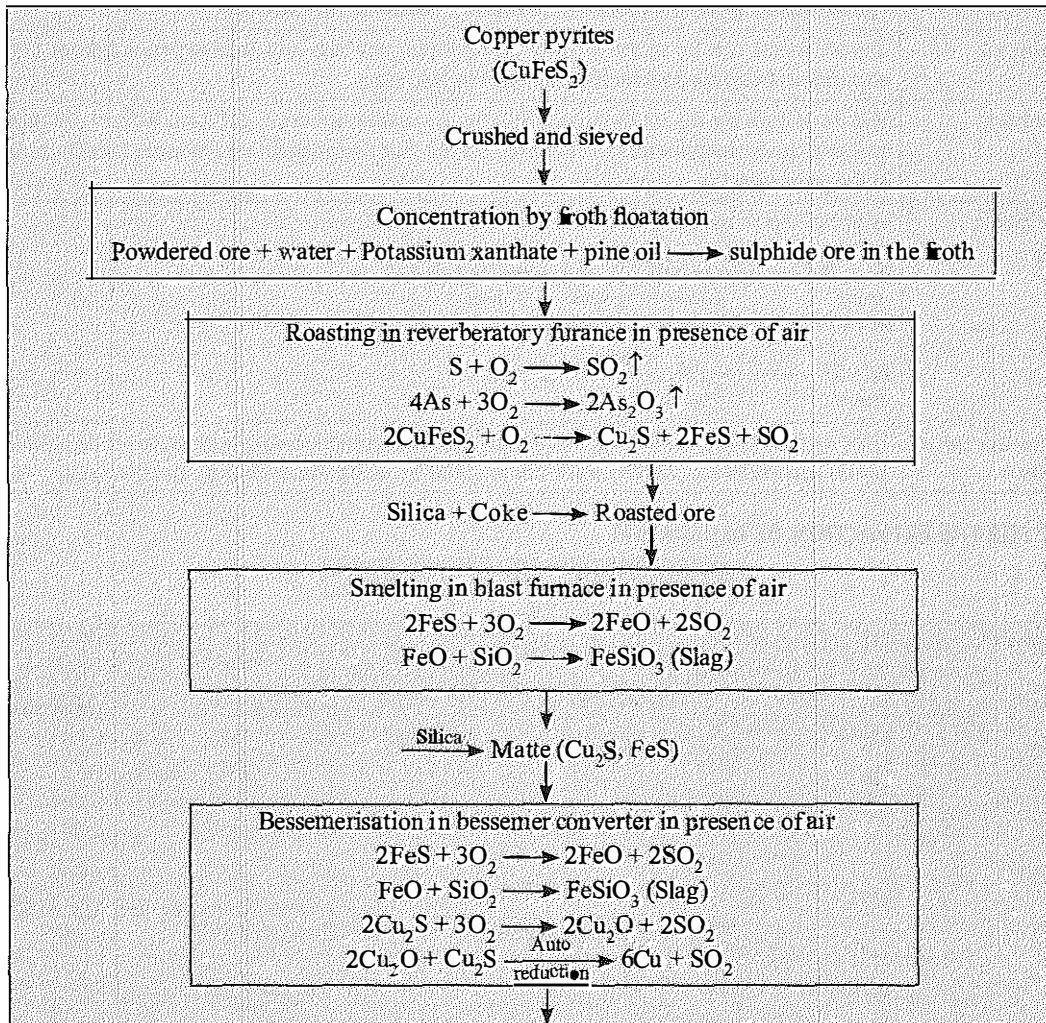 Copper pyrites
(CuFeS₂)
Crushed and sieved
Concentration by froth floatation
Powdered ore + water + Potassium xanthate + pine oil → sulphide ore in the froth
Roasting in reverberatory furance in presence of air
S + O₂ → SO₂↑
4As + 3O₂ → 2As₂O₃↑
2CuFeS₂ + O₂ → Cu₂S + 2FeS + SO₂
Silica + Coke → Roasted ore
Smelting in blast furnace in presence of air
2FeS + 3O₂ → 2FeO + 2SO₂
FeO + SiO₂ → FeSiO₃ (Slag)
Silica → Matte (Cu₂S, FeS)
Bessemerisation in bessemer converter in presence of air
2FeS + 3O₂ → 2FeO + 2SO₂
FeO + SiO₂ → FeSiO₃ (Slag)
2Cu₂S + 3O₂ → 2Cu₂O + 2SO₂
2Cu₂O + Cu₂S Auto reduction → 6Cu + SO₂